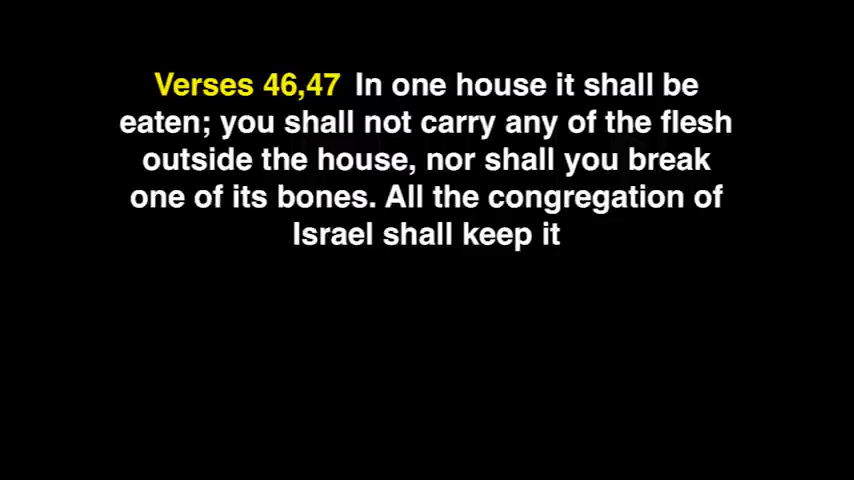 Verses 46,47 In one house it shall be
eaten; you shall not carry any of the flesh
outside the house, nor shall you break
one of its bones. All the congregation of
Israel shall keep it